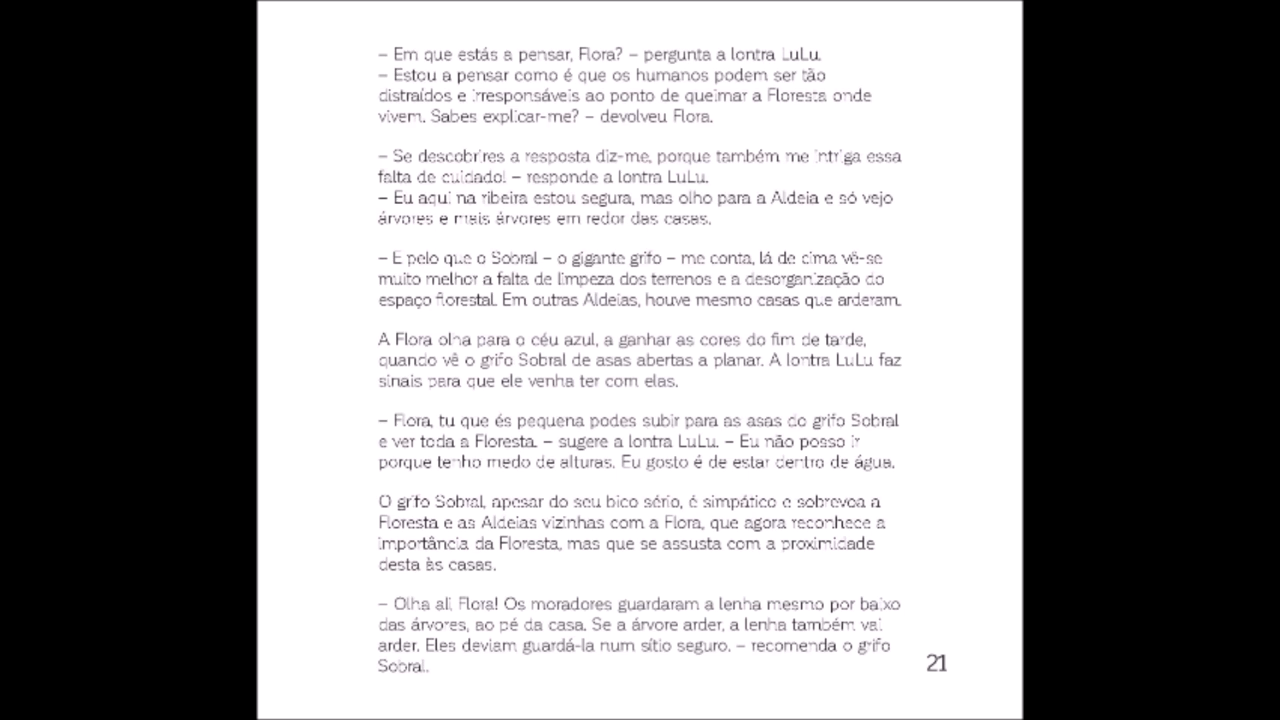 – Em que estás a pensar, Flora? – pergunta a lontra LuLu.
– Estou a pensar como é que os humanos podem ser tão
distraídos e irresponsáveis ao ponto de queimar a Floresta onde
vivem. Sabes explicar-me? – devolveu Flora.
– Se descobrires a resposta diz-me, porque também me intriga essa
falta de cuidado! – responde a lontra LuLu.
– Eu aqui na ribeira estou segura, mas olho para a Aldeia e só vejo
árvores e mais árvores em redor das casas.
– E pelo que o Sobral – o gigante grifo – me conta, lá de cima vê-se
muito melhor a falta de limpeza dos terrenos e a desorganização do
espaço florestal. Em outras Aldeias, houve mesmo casas que arderam.
A Flora olha para o céu azul, a ganhar as cores do fim de tarde,
quando vê o grifo Sobral de asas abertas a planar. A lontra LuLu faz
sinais para que ele venha ter com elas.
– Flora, tu que és pequena podes subir para as asas do grifo Sobral
e ver toda a Floresta. – sugere a lontra LuLu. – Eu não posso ir
porque tenho medo de alturas. Eu gosto é de estar dentro de água.
O grifo Sobral, apesar do seu bico sério, é simpático e sobrevoa a
Floresta e as Aldeias vizinhas com a Flora, que agora reconhece a
importância da Floresta, mas que se assusta com a proximidade
desta às casas.
– Olha ali, Flora! Os moradores guardaram a lenha mesmo por baixo
das árvores, ao pé da casa. Se a árvore arder, a lenha também vai
arder. Eles deviam guardá-la num sítio seguro. – recomenda o grifo
Sobral.
21